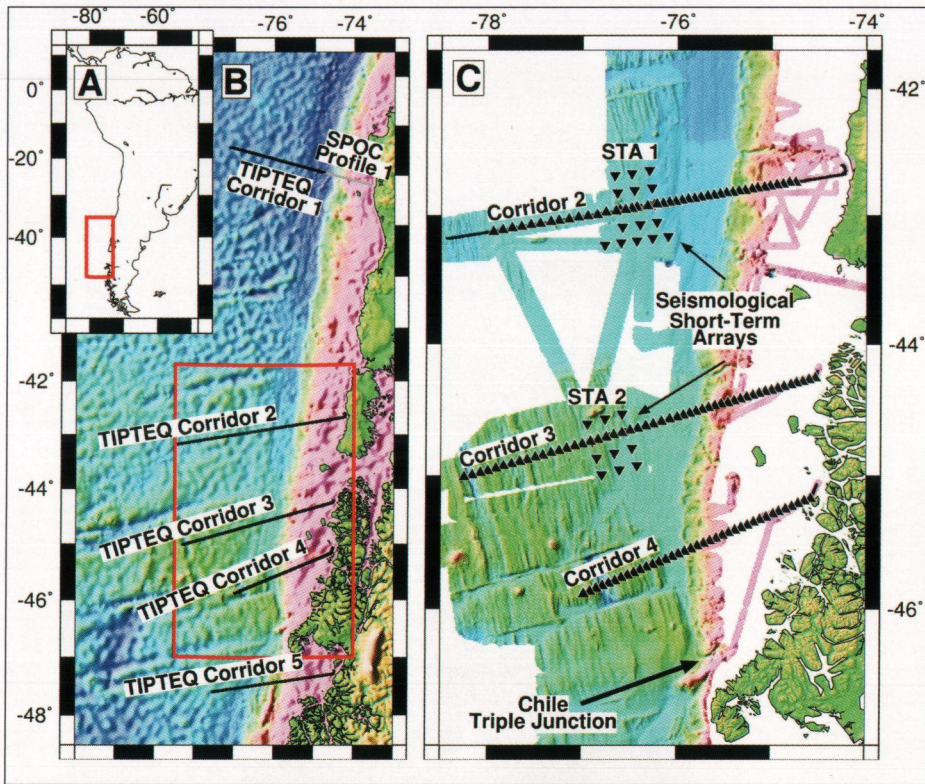 -80° -60°
-76° -74°
-78° -76° -74°
A
B
C
0°
-20°
-40°
-42°
-44°
-46°
-48°
SPOC
Profile 1
TIPTEQ
Corridor 1
TIPTEQ Corridor 2
TIPTEQ Corridor 3
TIPTEQ Corridor 4
TIPTEQ Corridor 5
-42°
-44°
-46°
STA 1
Corridor 2
Seismological
Short-Term
Arrays
STA 2
Corridor 3
Corridor 4
Chile
Triple Junction